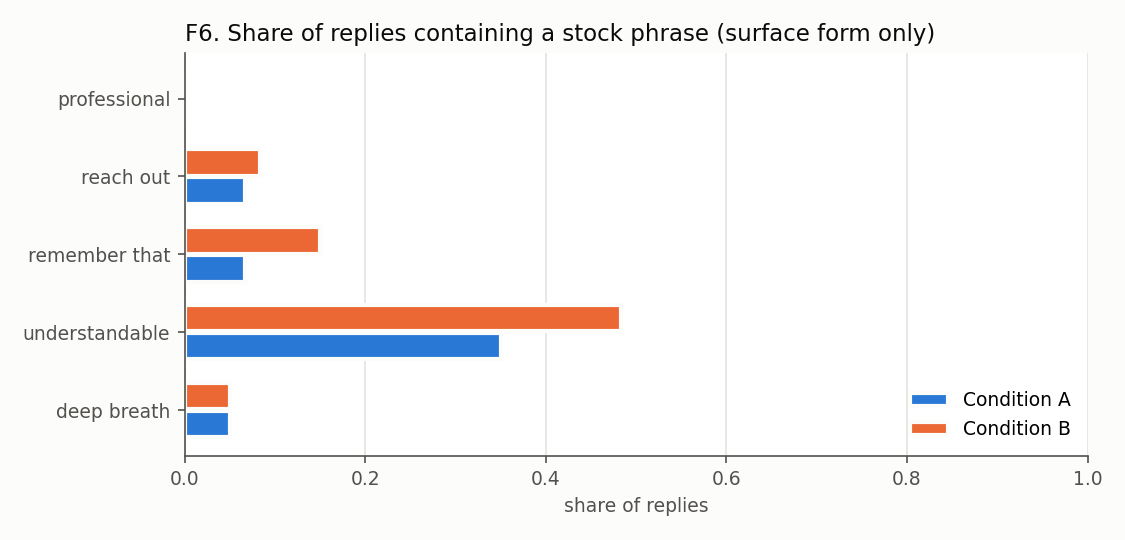 F6. Share of replies containing a stock phrase (surface form only)
professional
reach out
remember that
understandable
deep breath
Condition A
Condition B
0.0 0.2 0.4 0.6 0.8 1.0
share of replies